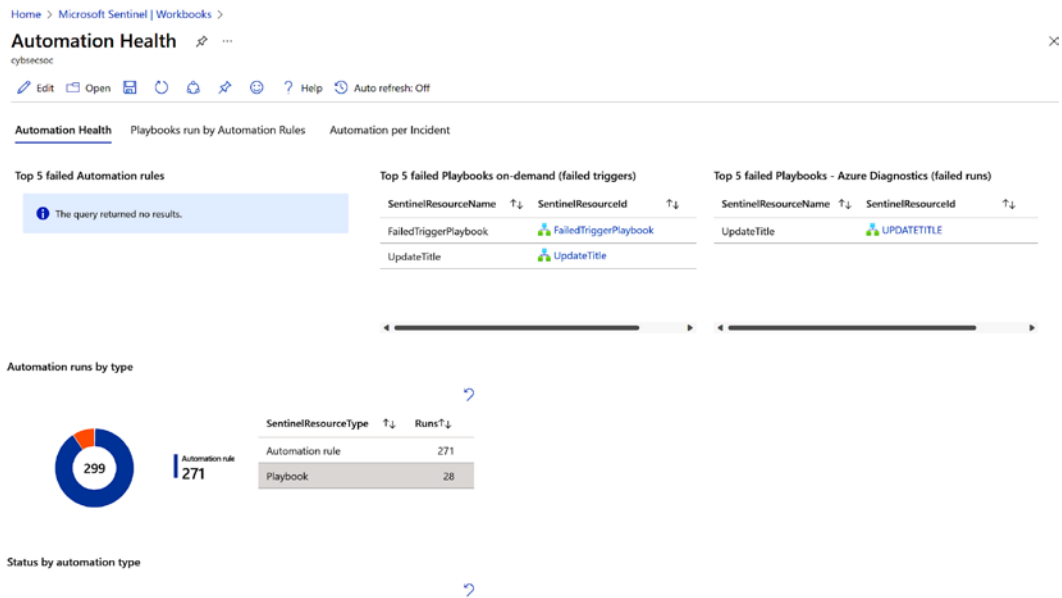 Home > Microsoft Sentinel | Workbooks >
Automation Health ...
cybsecsoc
Edit Open ? Help Auto refresh: Off
Automation Health Playbooks run by Automation Rules Automation per Incident
Top 5 failed Automation rules
The query returned no results.
Top 5 failed Playbooks on-demand (failed triggers)
SentinelResourceName ↑↓ SentinelResourceId ↑↓
FailedTriggerPlaybook FailedTriggerPlaybook
UpdateTitle UpdateTitle
Top 5 failed Playbooks - Azure Diagnostics (failed runs)
SentinelResourceName ↑↓ SentinelResourceId ↑↓
UpdateTitle UPDATETITLE
Automation runs by type
299
Automation rule
271
SentinelResourceType ↑↓ Runs↑↓
Automation rule 271
Playbook 28
Status by automation type